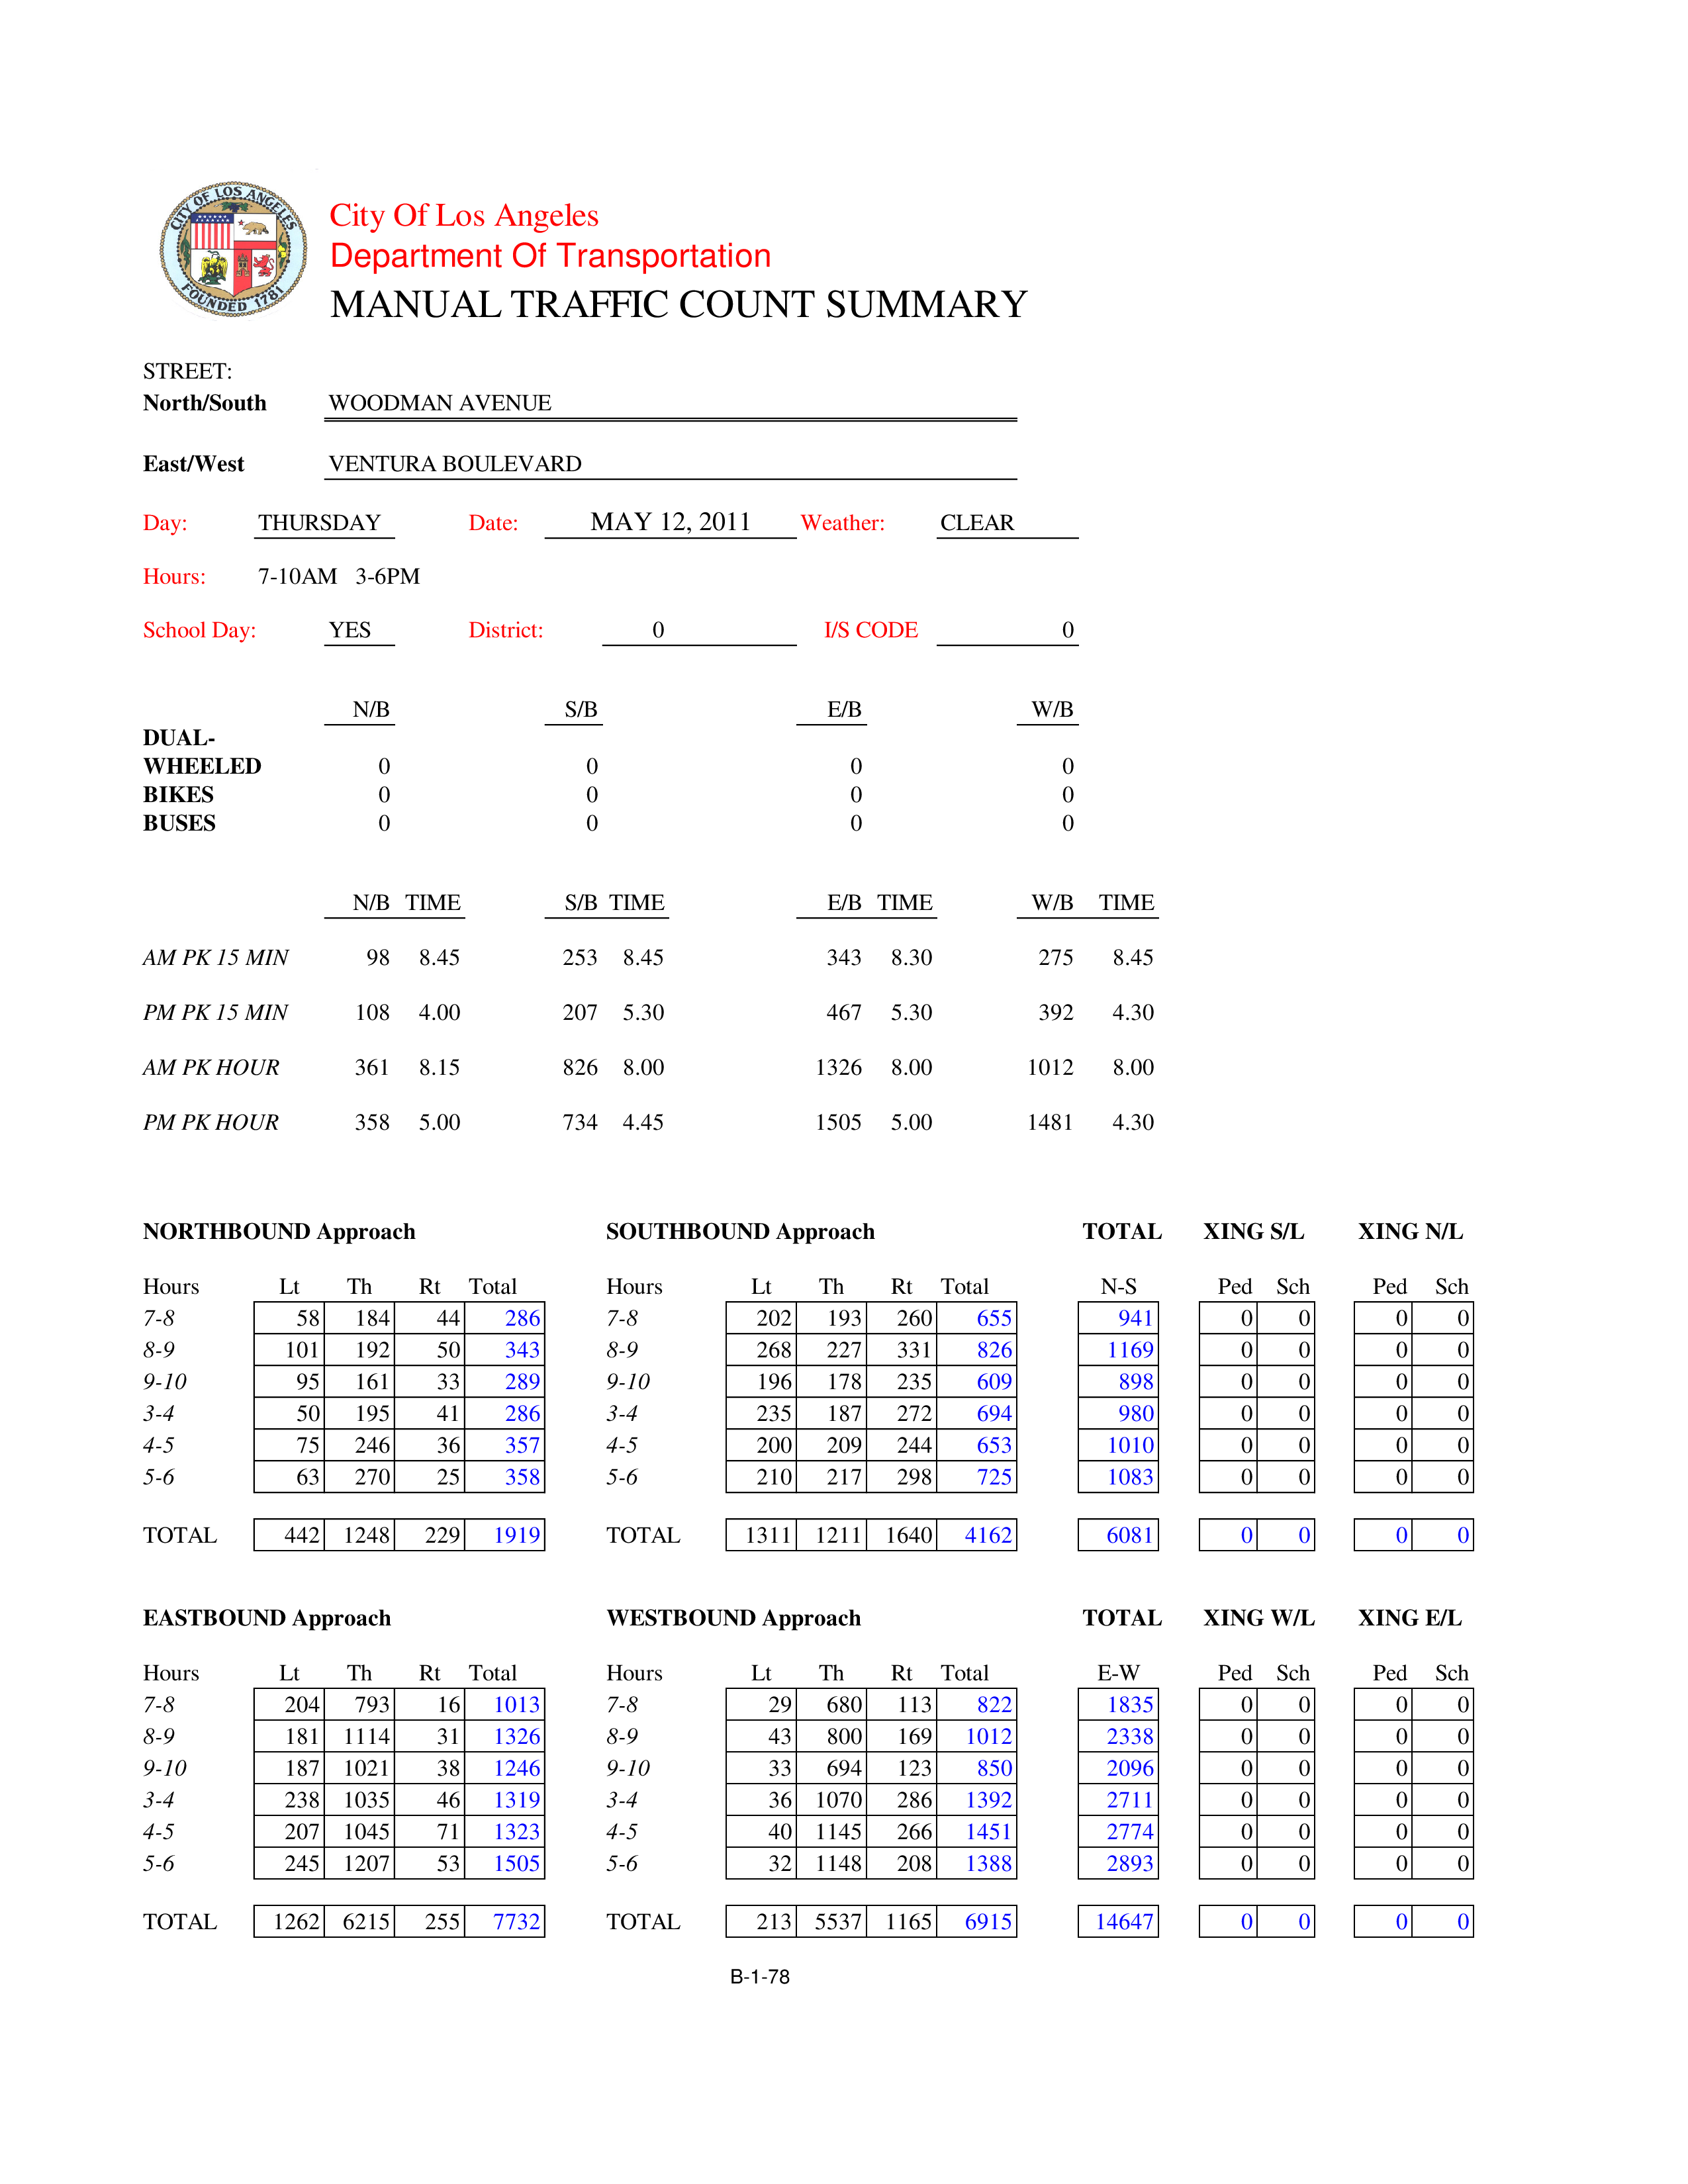 CITY OF LOS ANGELES
FOUNDED 1781
City Of Los Angeles
Department Of Transportation
MANUAL TRAFFIC COUNT SUMMARY
STREET:
North/South WOODMAN AVENUE
East/West VENTURA BOULEVARD
Day: THURSDAY Date: MAY 12, 2011 Weather: CLEAR
Hours: 7-10AM 3-6PM
School Day: YES District: 0 I/S CODE 0
N/B S/B E/B W/B
DUAL-
WHEELED 0 0 0 0
BIKES 0 0 0 0
BUSES 0 0 0 0
N/B TIME S/B TIME E/B TIME W/B TIME
AM PK 15 MIN 98 8.45 253 8.45 343 8.30 275 8.45
PM PK 15 MIN 108 4.00 207 5.30 467 5.30 392 4.30
AM PK HOUR 361 8.15 826 8.00 1326 8.00 1012 8.00
PM PK HOUR 358 5.00 734 4.45 1505 5.00 1481 4.30
NORTHBOUND Approach SOUTHBOUND Approach TOTAL XING S/L XING N/L
Hours Lt Th Rt Total Hours Lt Th Rt Total N-S Ped Sch Ped Sch
7-8 58 184 44 286 7-8 202 193 260 655 941 0 0 0 0
8-9 101 192 50 343 8-9 268 227 331 826 1169 0 0 0 0
9-10 95 161 33 289 9-10 196 178 235 609 898 0 0 0 0
3-4 50 195 41 286 3-4 235 187 272 694 980 0 0 0 0
4-5 75 246 36 357 4-5 200 209 244 653 1010 0 0 0 0
5-6 63 270 25 358 5-6 210 217 298 725 1083 0 0 0 0
TOTAL 442 1248 229 1919 TOTAL 1311 1211 1640 4162 6081 0 0 0 0
EASTBOUND Approach WESTBOUND Approach TOTAL XING W/L XING E/L
Hours Lt Th Rt Total Hours Lt Th Rt Total E-W Ped Sch Ped Sch
7-8 204 793 16 1013 7-8 29 680 113 822 1835 0 0 0 0
8-9 181 1114 31 1326 8-9 43 800 169 1012 2338 0 0 0 0
9-10 187 1021 38 1246 9-10 33 694 123 850 2096 0 0 0 0
3-4 238 1035 46 1319 3-4 36 1070 286 1392 2711 0 0 0 0
4-5 207 1045 71 1323 4-5 40 1145 266 1451 2774 0 0 0 0
5-6 245 1207 53 1505 5-6 32 1148 208 1388 2893 0 0 0 0
TOTAL 1262 6215 255 7732 TOTAL 213 5537 1165 6915 14647 0 0 0 0
B-1-78